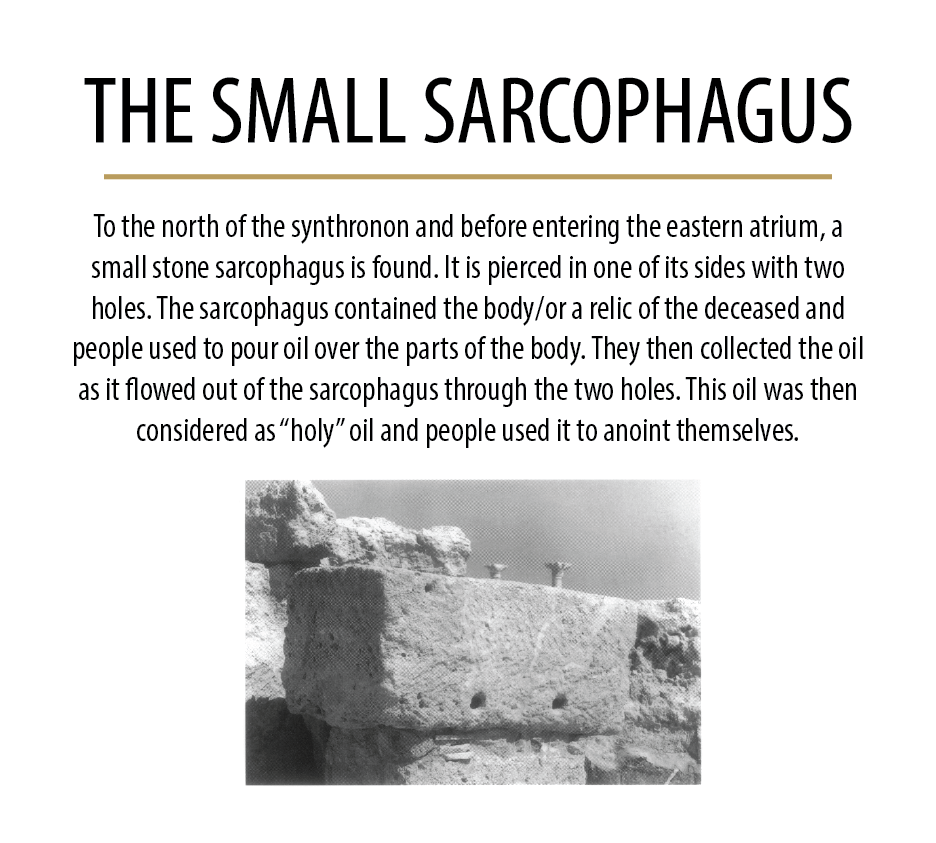 THE SMALL SARCOPHAGUS
To the north of the synthronon and before entering the eastern atrium, a
small stone sarcophagus is found. It is pierced in one of its sides with two
holes. The sarcophagus contained the body/or a relic of the deceased and
people used to pour oil over the parts of the body. They then collected the oil
as it flowed out of the sarcophagus through the two holes. This oil was then
considered as “holy” oil and people used it to anoint themselves.